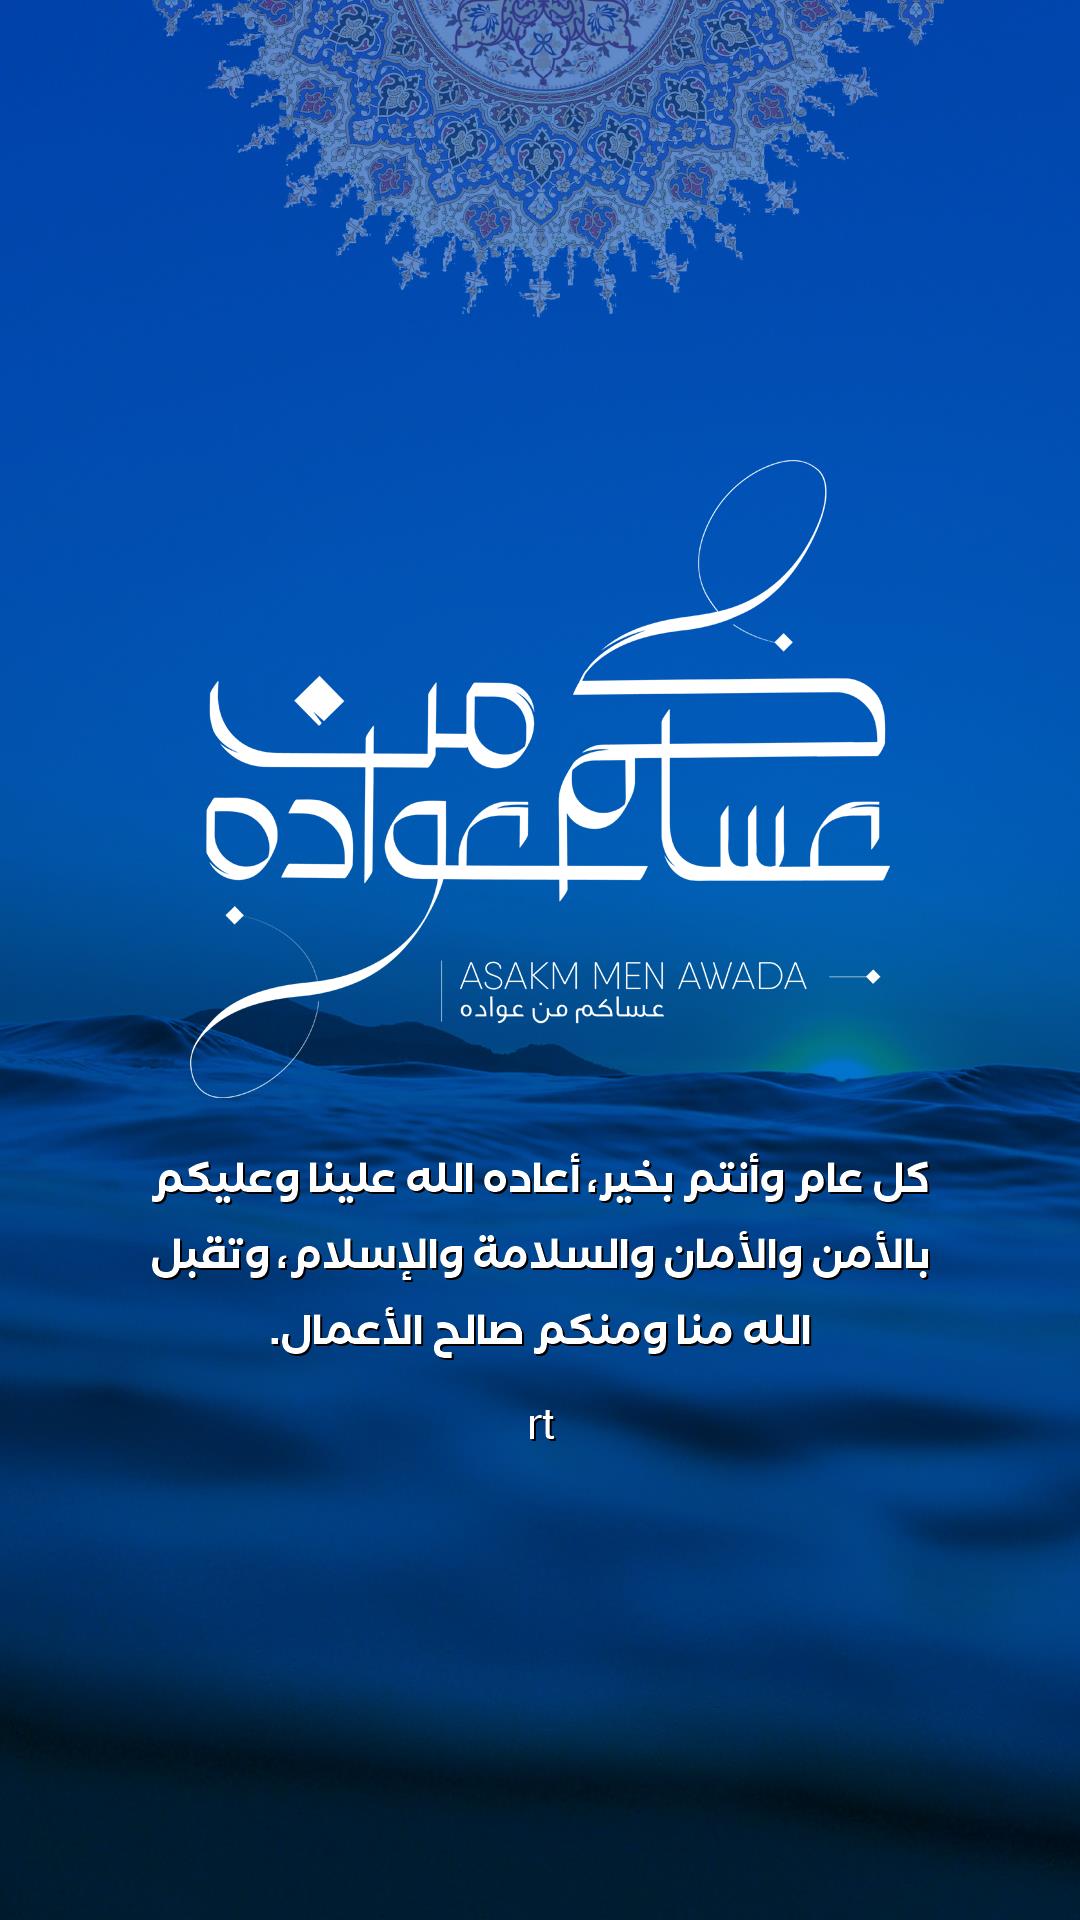 عساكم من
عواده
ASAKM MEN AWADA
عساكم من عواده
كل عام وأنتم بخير، أعاده الله علينا وعليكم
بالأمن والأمان والسلامة والإسلام، وتقبل
الله منا ومنكم صالح الأعمال.
rt